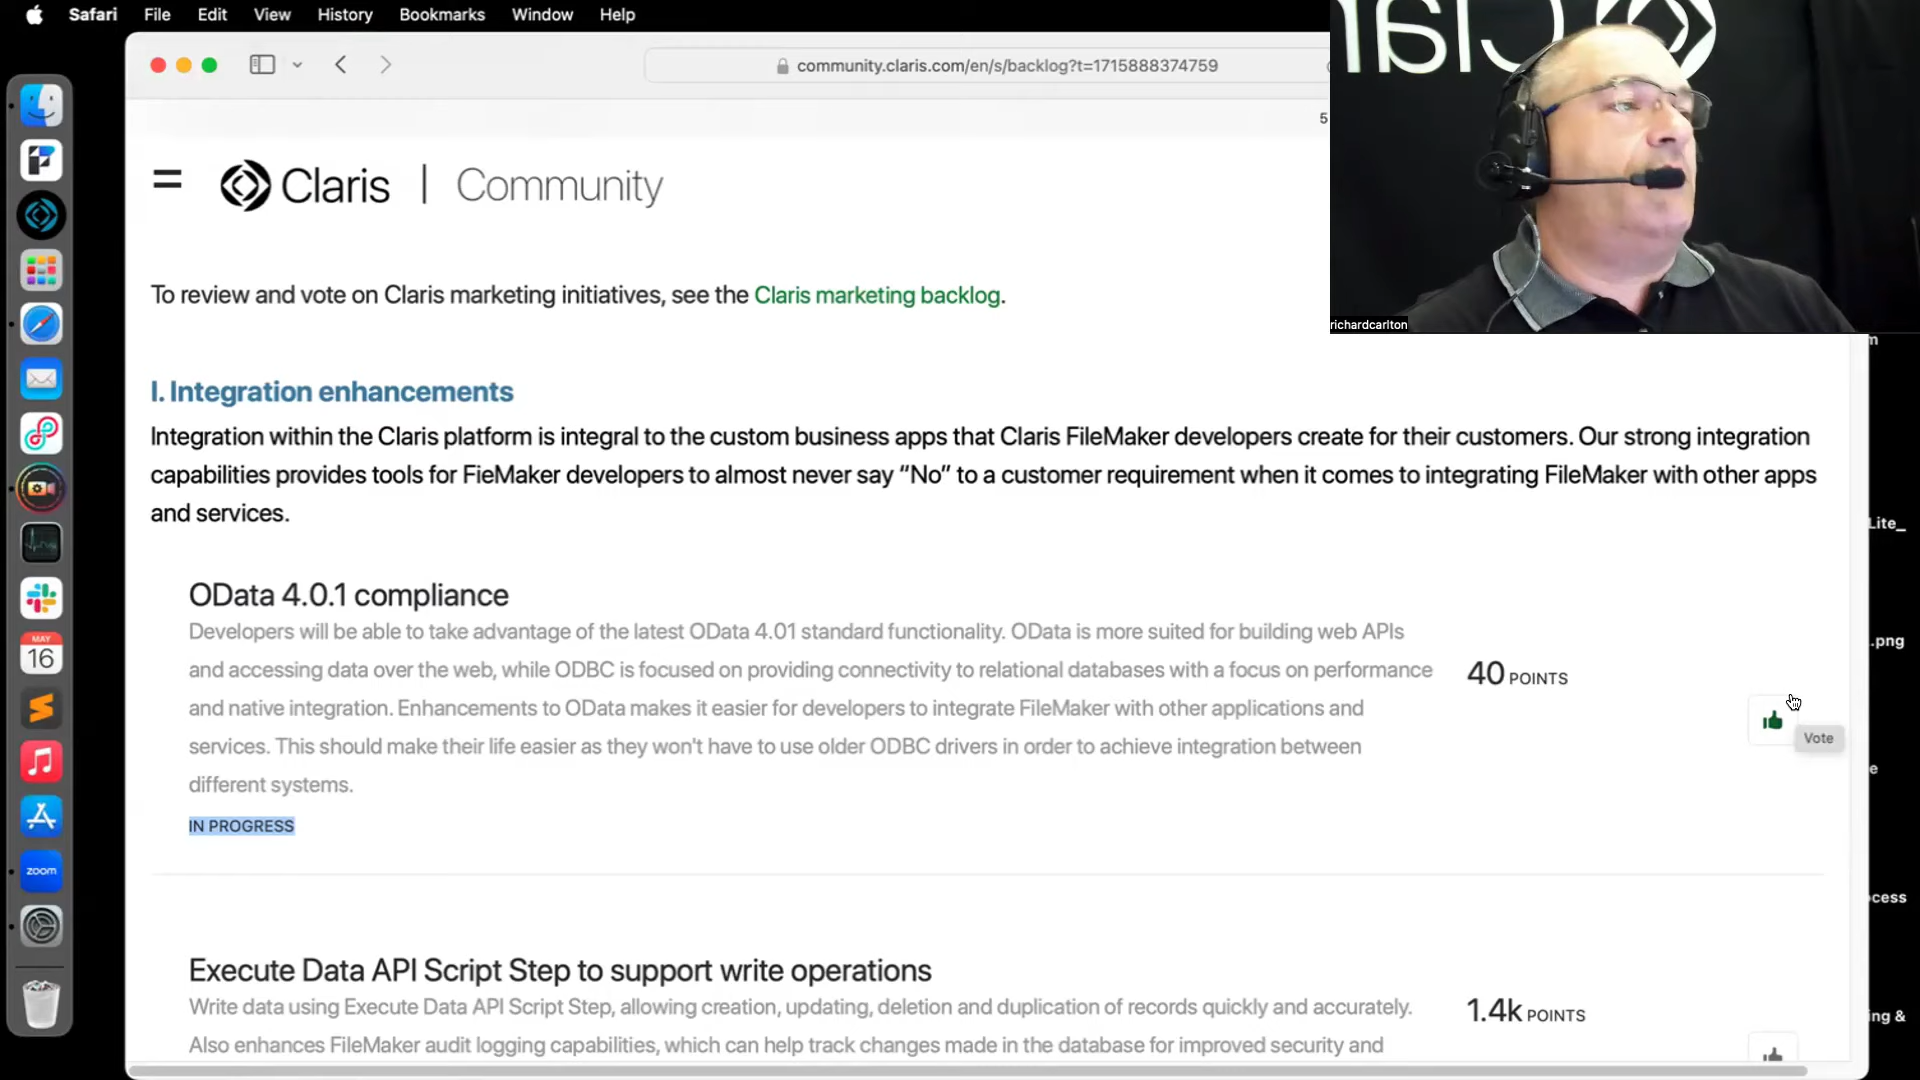 Safari File Edit View History Bookmarks Window Help
community.claris.com/en/s/backlog?t=1715888374759
5
Claris
richardcarlton
Claris | Community
To review and vote on Claris marketing initiatives, see the Claris marketing backlog.
I. Integration enhancements
Integration within the Claris platform is integral to the custom business apps that Claris FileMaker developers create for their customers. Our strong integration
capabilities provides tools for FieMaker developers to almost never say “No” to a customer requirement when it comes to integrating FileMaker with other apps
and services.
OData 4.0.1 compliance
Developers will be able to take advantage of the latest OData 4.01 standard functionality. OData is more suited for building web APIs
and accessing data over the web, while ODBC is focused on providing connectivity to relational databases with a focus on performance
and native integration. Enhancements to OData makes it easier for developers to integrate FileMaker with other applications and
services. This should make their life easier as they won't have to use older ODBC drivers in order to achieve integration between
different systems.
IN PROGRESS
40 POINTS
Vote
Execute Data API Script Step to support write operations
Write data using Execute Data API Script Step, allowing creation, updating, deletion and duplication of records quickly and accurately.
Also enhances FileMaker audit logging capabilities, which can help track changes made in the database for improved security and
1.4k POINTS
MAY
16
zoom
Lite_
.png
e
cess
ing &